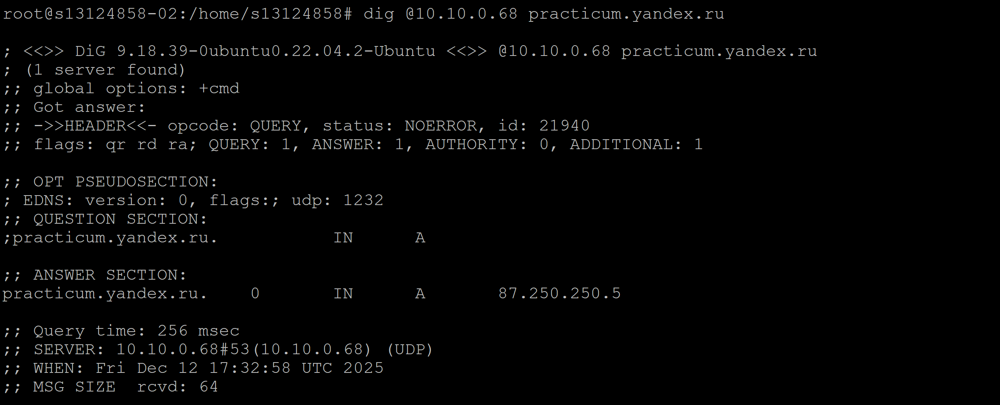 root@s13124858-02:/home/s13124858# dig @10.10.0.68 practicum.yandex.ru
; <<>> DiG 9.18.39-0ubuntu0.22.04.2-Ubuntu <<>> @10.10.0.68 practicum.yandex.ru
; (1 server found)
;; global options: +cmd
;; Got answer:
;; ->>HEADER<<- opcode: QUERY, status: NOERROR, id: 21940
;; flags: qr rd ra; QUERY: 1, ANSWER: 1, AUTHORITY: 0, ADDITIONAL: 1
;; OPT PSEUDOSECTION:
; EDNS: version: 0, flags:; udp: 1232
;; QUESTION SECTION:
;practicum.yandex.ru. IN A
;; ANSWER SECTION:
practicum.yandex.ru. 0 IN A 87.250.250.5
;; Query time: 256 msec
;; SERVER: 10.10.0.68#53(10.10.0.68) (UDP)
;; WHEN: Fri Dec 12 17:32:58 UTC 2025
;; MSG SIZE rcvd: 64